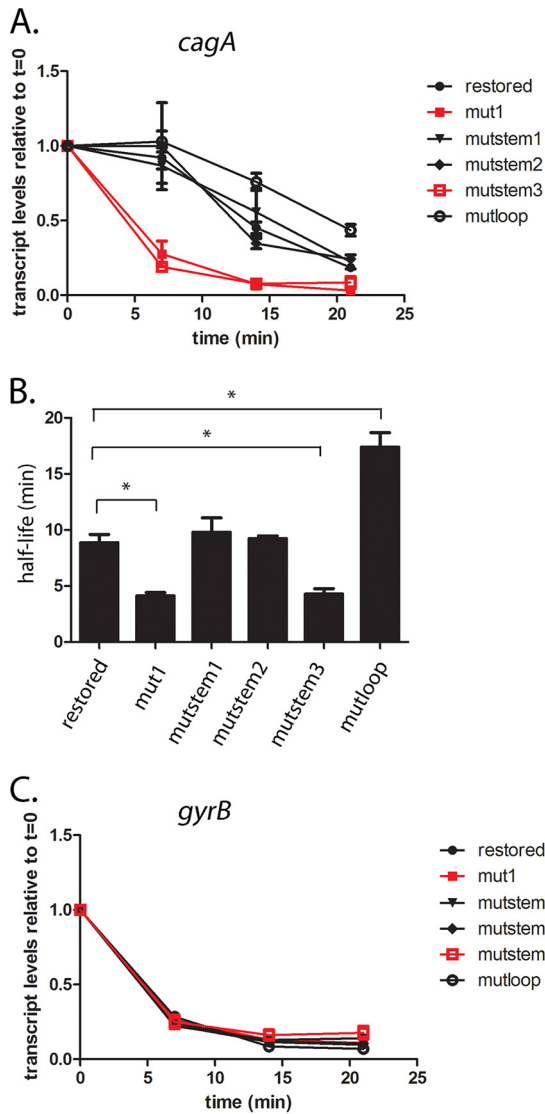 A.
cagA
transcript levels relative to t=0
1.5
1.0
0.5
0.0
0 5 10 15 20 25
time (min)
restored
mut1
mutstem1
mutstem2
mutstem3
mutloop
B.
half-life (min)
20
15
10
5
0
*
*
*
restored
mut1
mutstem1
mutstem2
mutstem3
mutloop
C.
gyrB
transcript levels relative to t=0
1.5
1.0
0.5
0.0
0 5 10 15 20 25
time (min)
restored
mut1
mutstem
mutstem
mutstem
mutloop